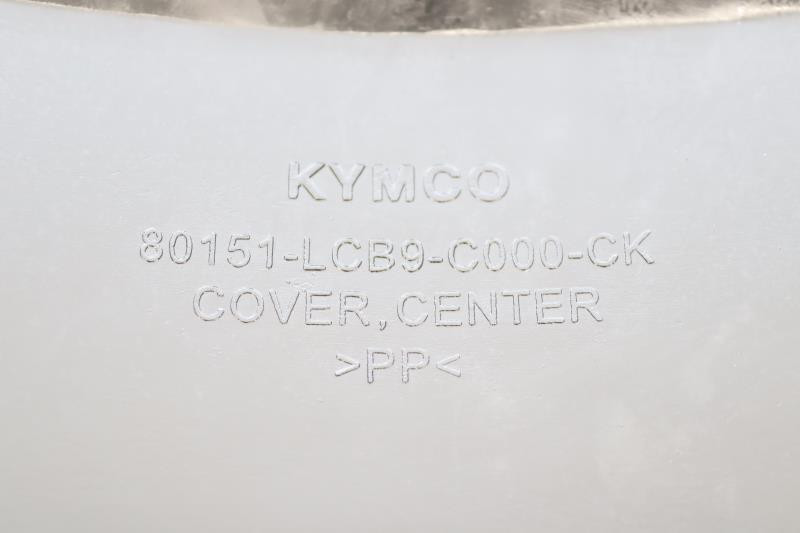 KYMCO
80151-LCB9-C000-CK
COVER,CENTER
>PP<